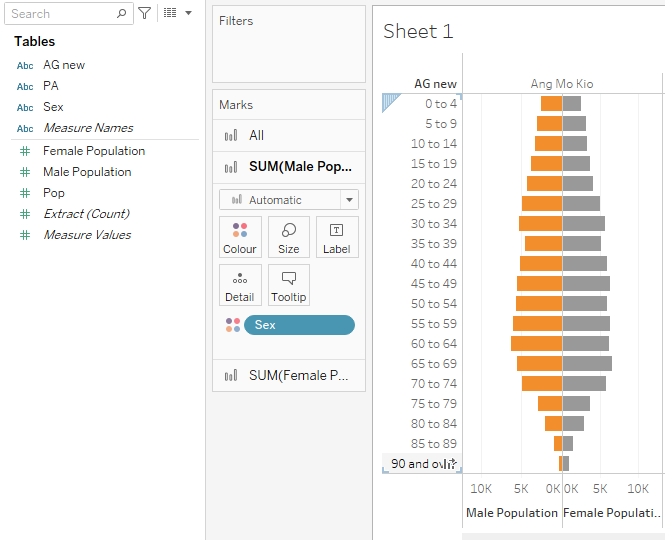 Search
Tables
Abc AG new
Abc PA
Abc Sex
Abc Measure Names
Female Population
Male Population
Pop
Extract (Count)
Measure Values
Filters
Marks
All
SUM(Male Pop...
Automatic
Colour Size Label
Detail Tooltip
Sex
SUM(Female P...
Sheet 1
AG new Ang Mo Kio
0 to 4
5 to 9
10 to 14
15 to 19
20 to 24
25 to 29
30 to 34
35 to 39
40 to 44
45 to 49
50 to 54
55 to 59
60 to 64
65 to 69
70 to 74
75 to 79
80 to 84
85 to 89
90 and ov
10K 5K 0K 0K 5K 10K
Male Population Female Populati..